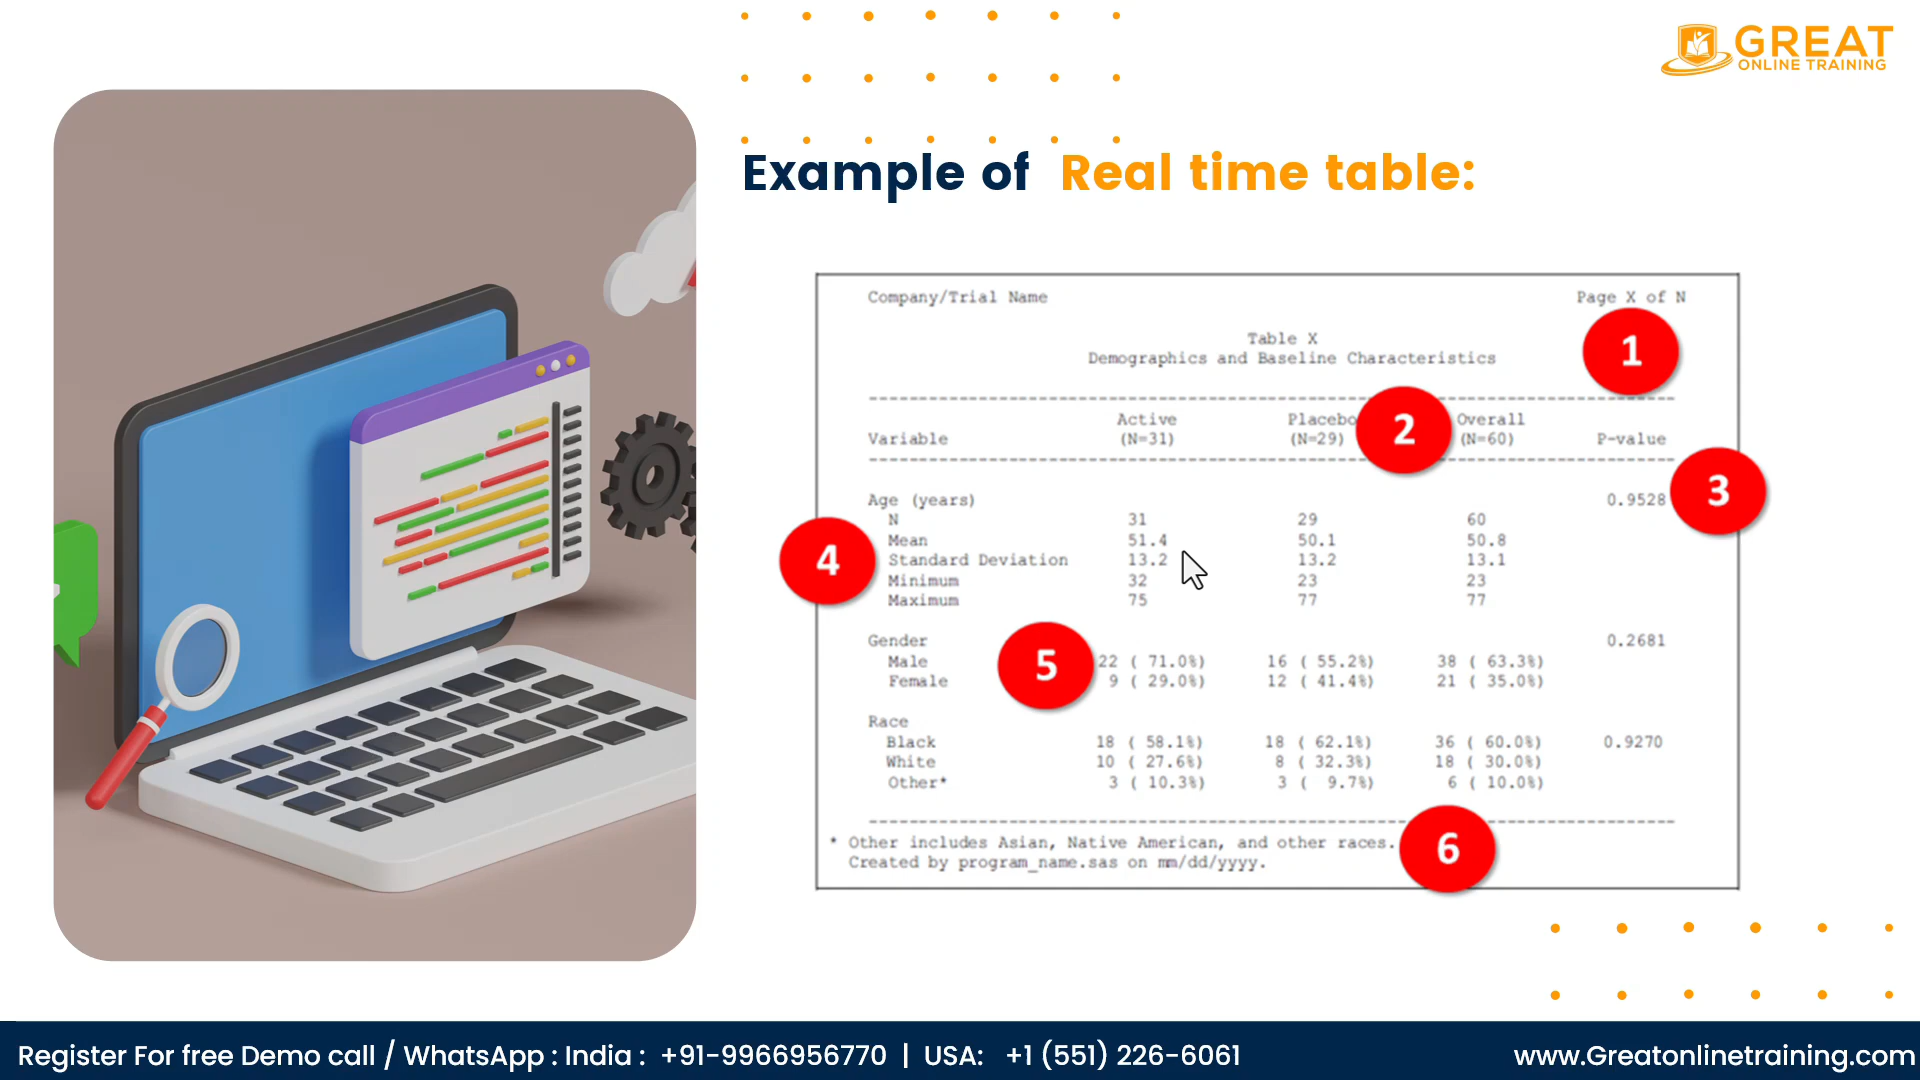 GREAT
ONLINE TRAINING
Example of Real time table:
Company/Trial Name Page X of N
1
Table X
Demographics and Baseline Characteristics
Active Placebo 2 Overall
Variable (N=31) (N=29) (N=60) P-value
3
Age (years) 0.9528
N 31 29 60
Mean 51.4 50.1 50.8
4 Standard Deviation 13.2 13.2 13.1
Minimum 32 23 23
Maximum 75 77 77
Gender 0.2681
5
Male 22 ( 71.0%) 16 ( 55.2%) 38 ( 63.3%)
Female 9 ( 29.0%) 12 ( 41.4%) 21 ( 35.0%)
Race
Black 18 ( 58.1%) 18 ( 62.1%) 36 ( 60.0%) 0.9270
White 10 ( 27.6%) 8 ( 32.3%) 18 ( 30.0%)
Other* 3 ( 10.3%) 3 ( 9.7%) 6 ( 10.0%)
* Other includes Asian, Native American, and other races. 6
Created by program_name.sas on mm/dd/yyyy.
Register For free Demo call / WhatsApp : India : +91-9966956770 | USA: +1 (551) 226-6061 www.Greatonlinetraining.com